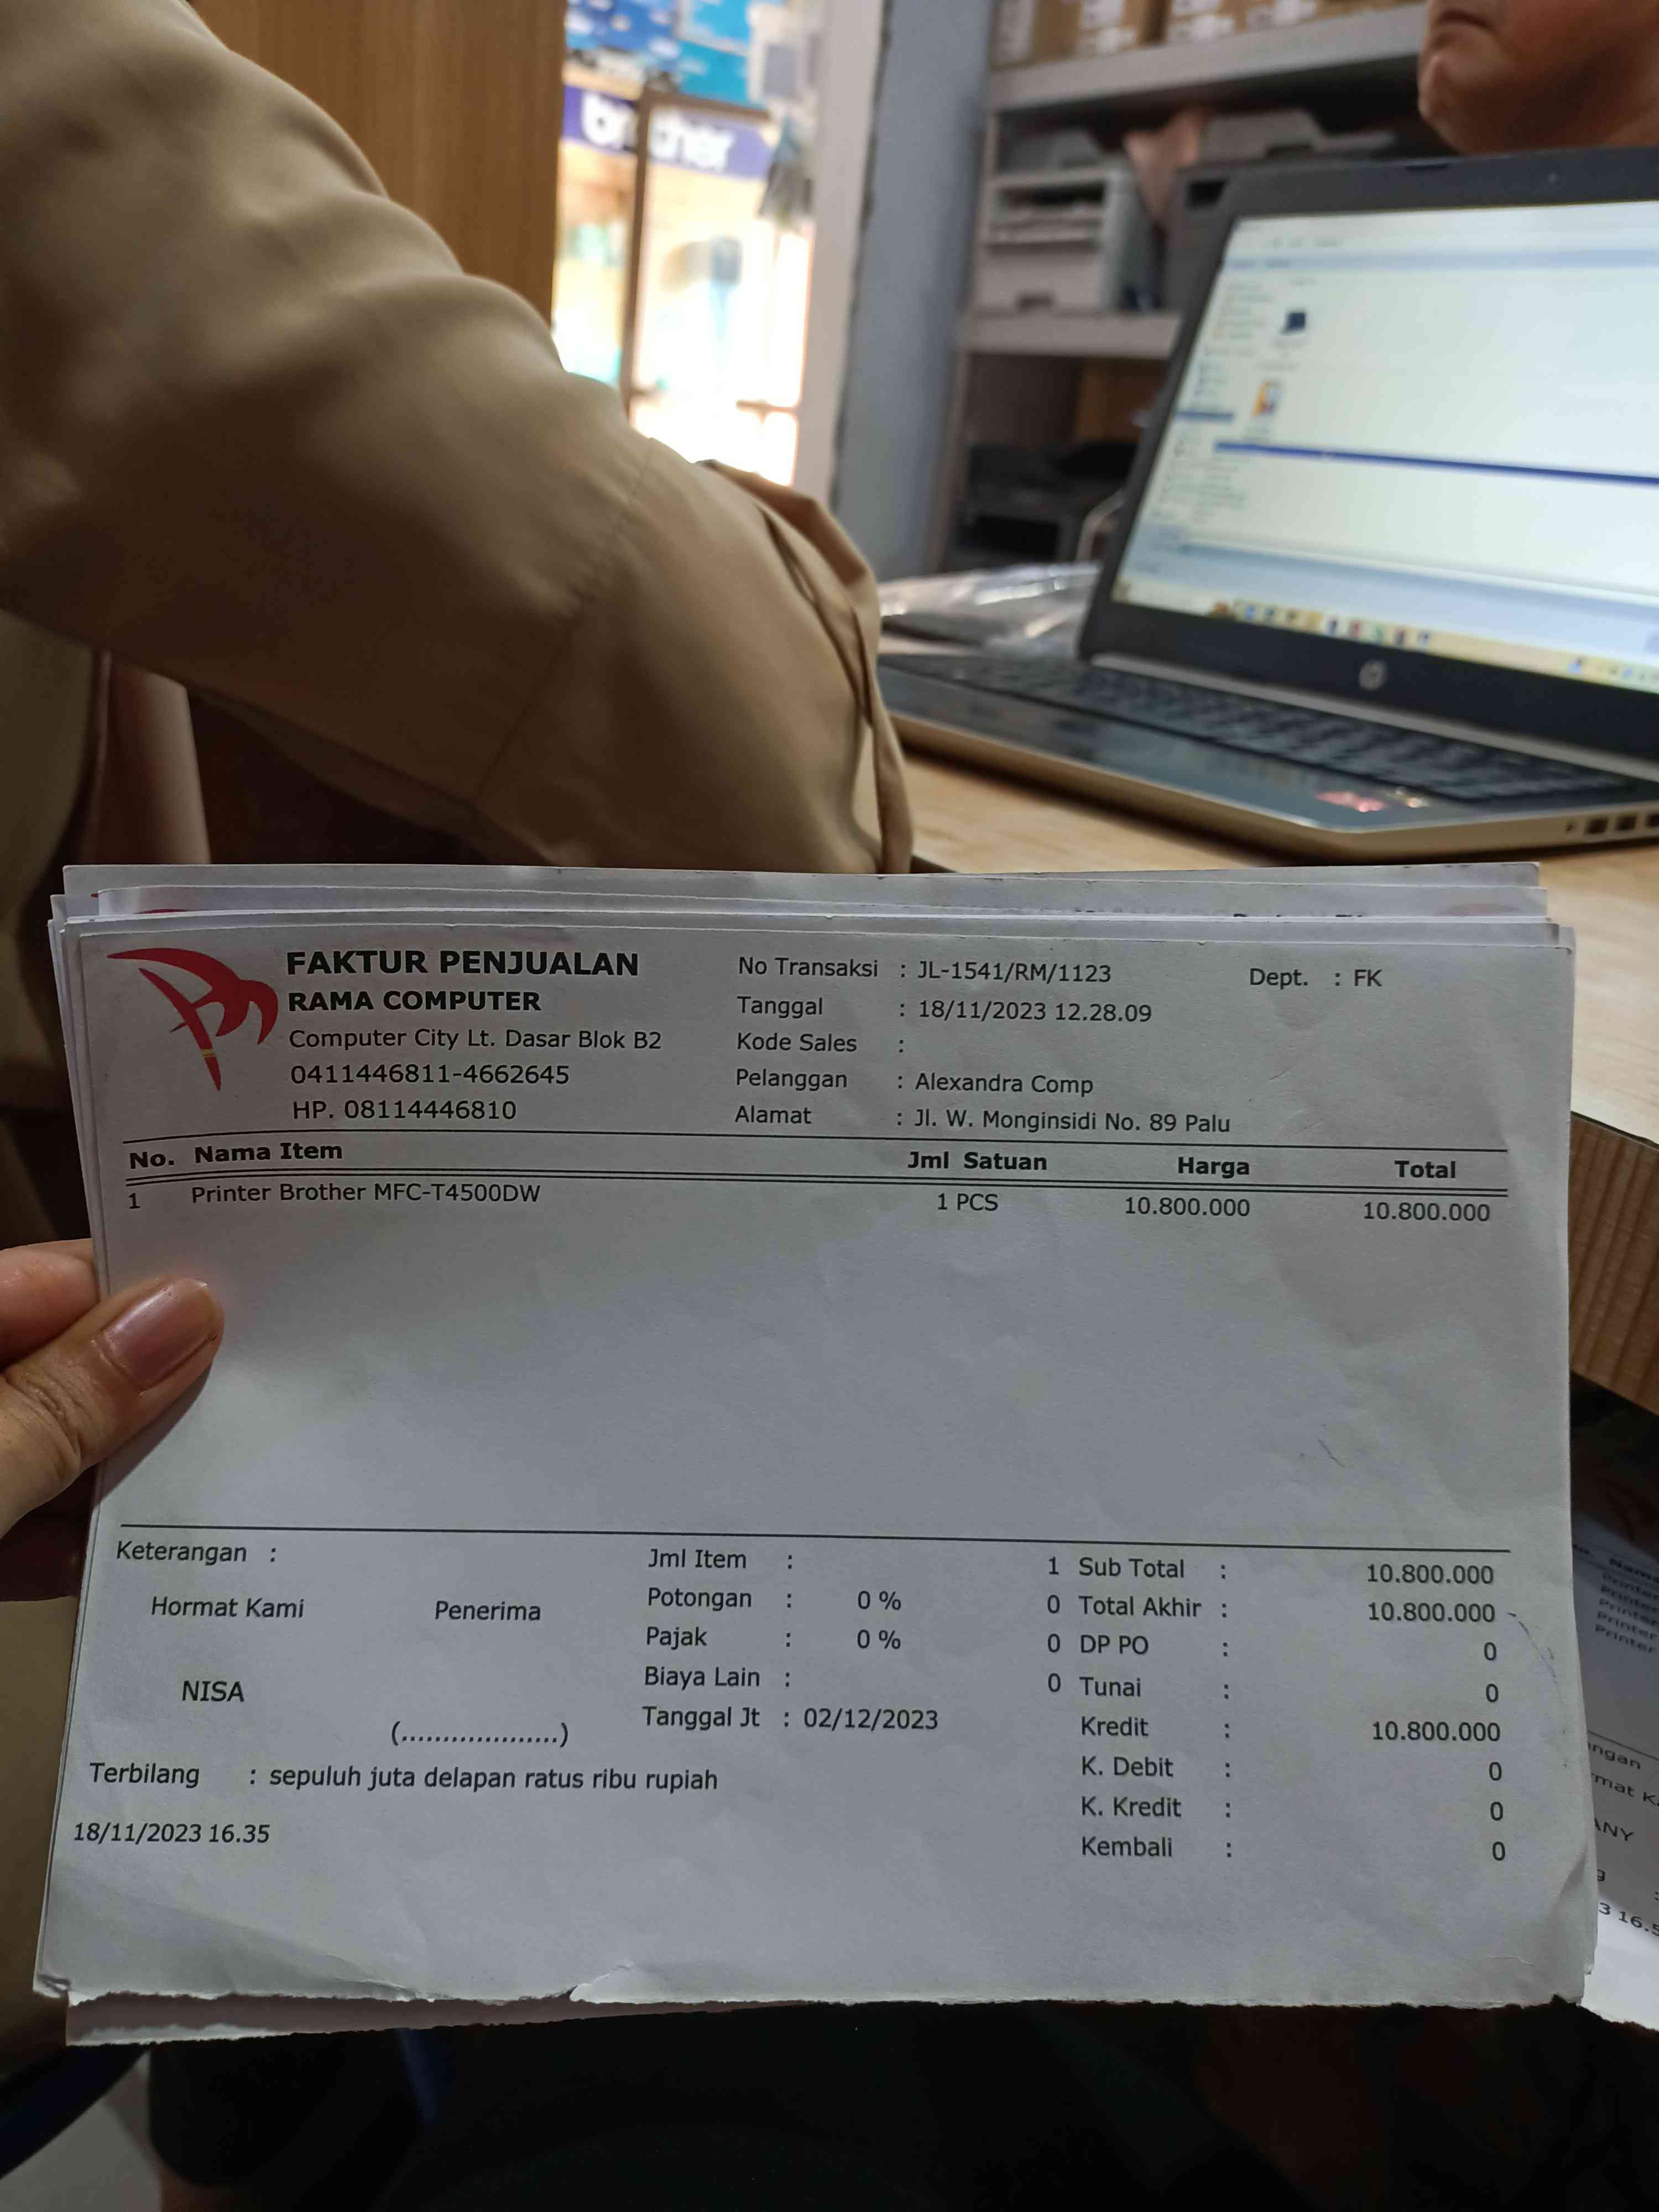 brother
hp
FAKTUR PENJUALAN
RAMA COMPUTER
Computer City Lt. Dasar Blok B2
0411446811-4662645
HP. 08114446810
No Transaksi : JL-1541/RM/1123
Dept. : FK
Tanggal : 18/11/2023 12.28.09
Kode Sales :
Pelanggan : Alexandra Comp
Alamat : Jl. W. Monginsidi No. 89 Palu
No. Nama Item Jml Satuan Harga Total
1 Printer Brother MFC-T4500DW 1 PCS 10.800.000 10.800.000
Keterangan :
Hormat Kami Penerima
NISA
(...................)
Jml Item : 1
Potongan : 0 % 0
Pajak : 0 % 0
Biaya Lain : 0
Tanggal Jt : 02/12/2023
Sub Total : 10.800.000
Total Akhir : 10.800.000
DP PO : 0
Tunai : 0
Kredit : 10.800.000
K. Debit : 0
K. Kredit : 0
Kembali : 0
Terbilang : sepuluh juta delapan ratus ribu rupiah
18/11/2023 16.35
Printer
Printer
Printer
Printer